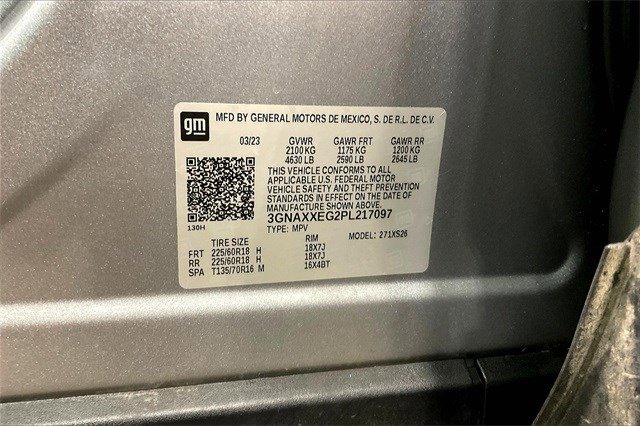 gm
MFD BY GENERAL MOTORS DE MEXICO, S. DE R.L. DE C.V.
03/23 GVWR GAWR FRT GAWR RR
2100 KG 1175 KG 1200 KG
4630 LB 2590 LB 2645 LB
THIS VEHICLE CONFORMS TO ALL
APPLICABLE U.S. FEDERAL MOTOR
VEHICLE SAFETY AND THEFT PREVENTION
STANDARDS IN EFFECT ON THE DATE OF
MANUFACTURE SHOWN ABOVE.
3GNAXXEG2PL217097
130H TYPE: MPV MODEL: 271XS26
TIRE SIZE RIM
FRT 225/60R18 H 18X7J
RR 225/60R18 H 18X7J
SPA T135/70R16 M 16X4BT